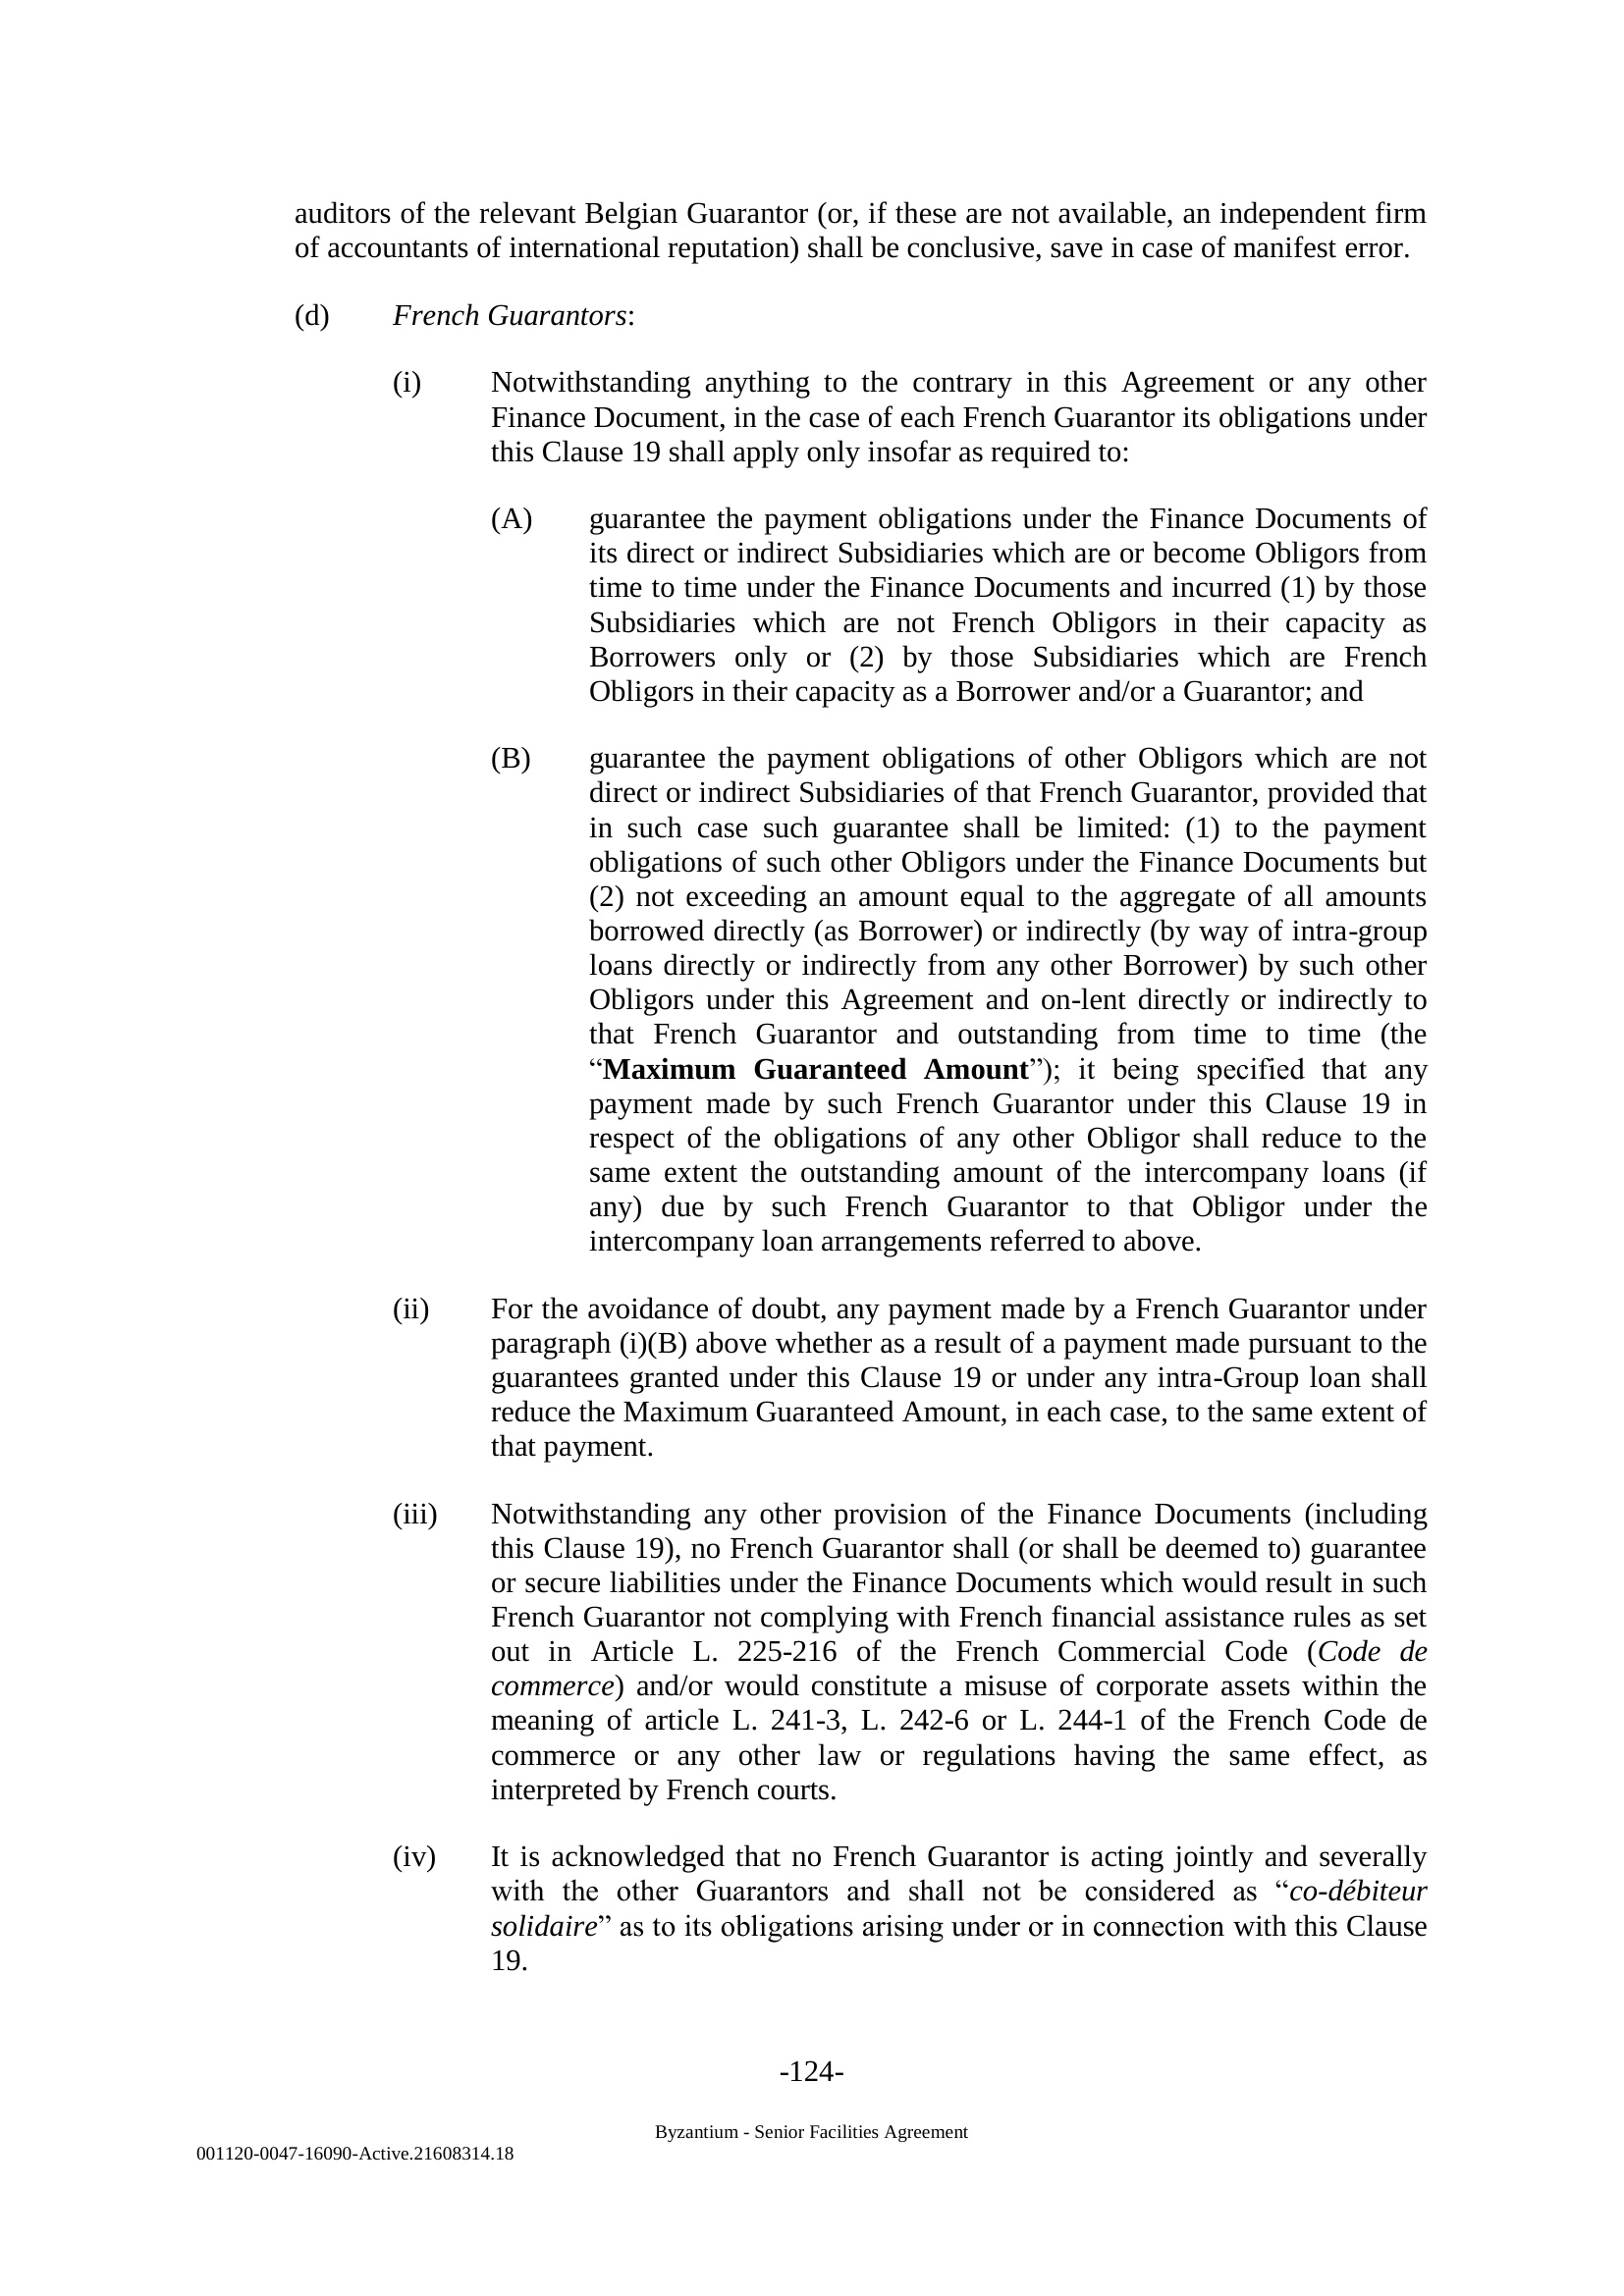 auditors of the relevant Belgian Guarantor (or, if these are not available, an independent firm
of accountants of international reputation) shall be conclusive, save in case of manifest error.
(d) French Guarantors:
(i) Notwithstanding anything to the contrary in this Agreement or any other
Finance Document, in the case of each French Guarantor its obligations under
this Clause 19 shall apply only insofar as required to:
(A) guarantee the payment obligations under the Finance Documents of
its direct or indirect Subsidiaries which are or become Obligors from
time to time under the Finance Documents and incurred (1) by those
Subsidiaries which are not French Obligors in their capacity as
Borrowers only or (2) by those Subsidiaries which are French
Obligors in their capacity as a Borrower and/or a Guarantor; and
(B) guarantee the payment obligations of other Obligors which are not
direct or indirect Subsidiaries of that French Guarantor, provided that
in such case such guarantee shall be limited: (1) to the payment
obligations of such other Obligors under the Finance Documents but
(2) not exceeding an amount equal to the aggregate of all amounts
borrowed directly (as Borrower) or indirectly (by way of intra-group
loans directly or indirectly from any other Borrower) by such other
Obligors under this Agreement and on-lent directly or indirectly to
that French Guarantor and outstanding from time to time (the
“Maximum Guaranteed Amount”); it being specified that any
payment made by such French Guarantor under this Clause 19 in
respect of the obligations of any other Obligor shall reduce to the
same extent the outstanding amount of the intercompany loans (if
any) due by such French Guarantor to that Obligor under the
intercompany loan arrangements referred to above.
(ii) For the avoidance of doubt, any payment made by a French Guarantor under
paragraph (i)(B) above whether as a result of a payment made pursuant to the
guarantees granted under this Clause 19 or under any intra-Group loan shall
reduce the Maximum Guaranteed Amount, in each case, to the same extent of
that payment.
(iii) Notwithstanding any other provision of the Finance Documents (including
this Clause 19), no French Guarantor shall (or shall be deemed to) guarantee
or secure liabilities under the Finance Documents which would result in such
French Guarantor not complying with French financial assistance rules as set
out in Article L. 225-216 of the French Commercial Code (Code de
commerce) and/or would constitute a misuse of corporate assets within the
meaning of article L. 241-3, L. 242-6 or L. 244-1 of the French Code de
commerce or any other law or regulations having the same effect, as
interpreted by French courts.
(iv) It is acknowledged that no French Guarantor is acting jointly and severally
with the other Guarantors and shall not be considered as “co-débiteur
solidaire” as to its obligations arising under or in connection with this Clause
19.
-124-
Byzantium - Senior Facilities Agreement
001120-0047-16090-Active.21608314.18